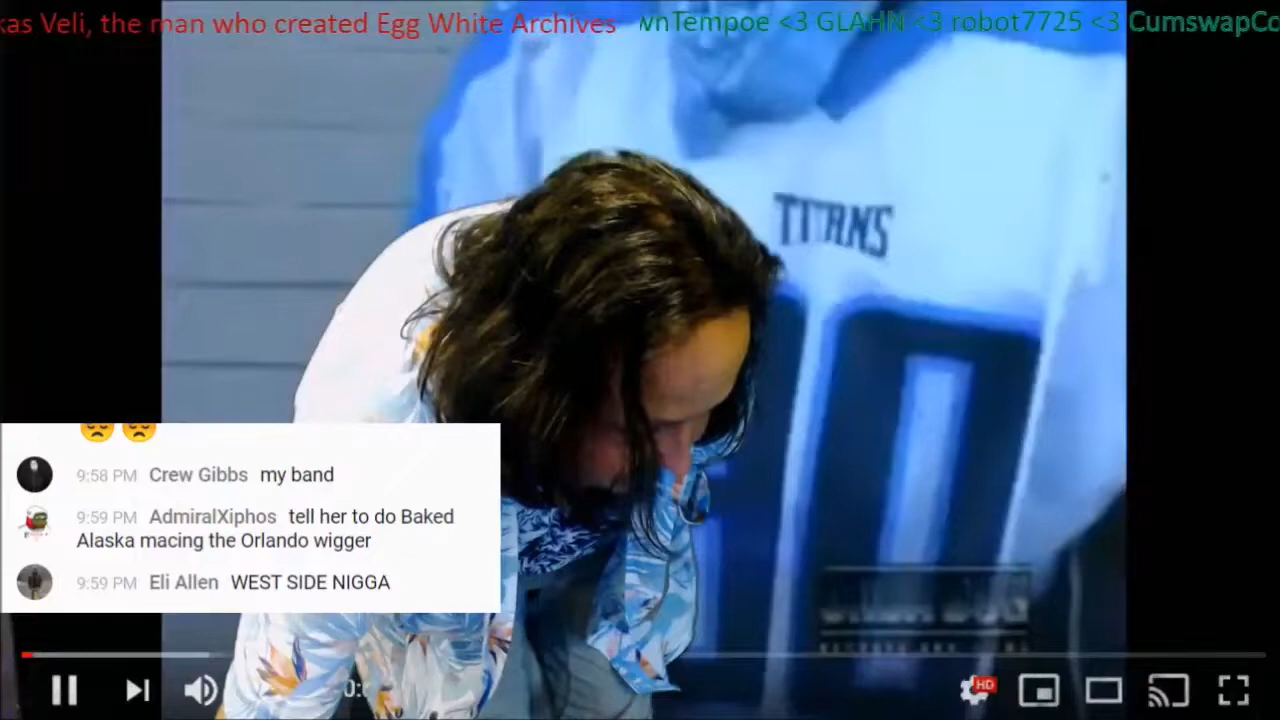 kas Veli, the man who created Egg White Archives
wnTempoe <3 GLAHN <3 robot7725 <3 CumswapCo
TITANS
9:58 PM Crew Gibbs my band
9:59 PM AdmiralXiphos tell her to do Baked
Alaska macing the Orlando wigger
9:59 PM Eli Allen WEST SIDE NIGGA
HD